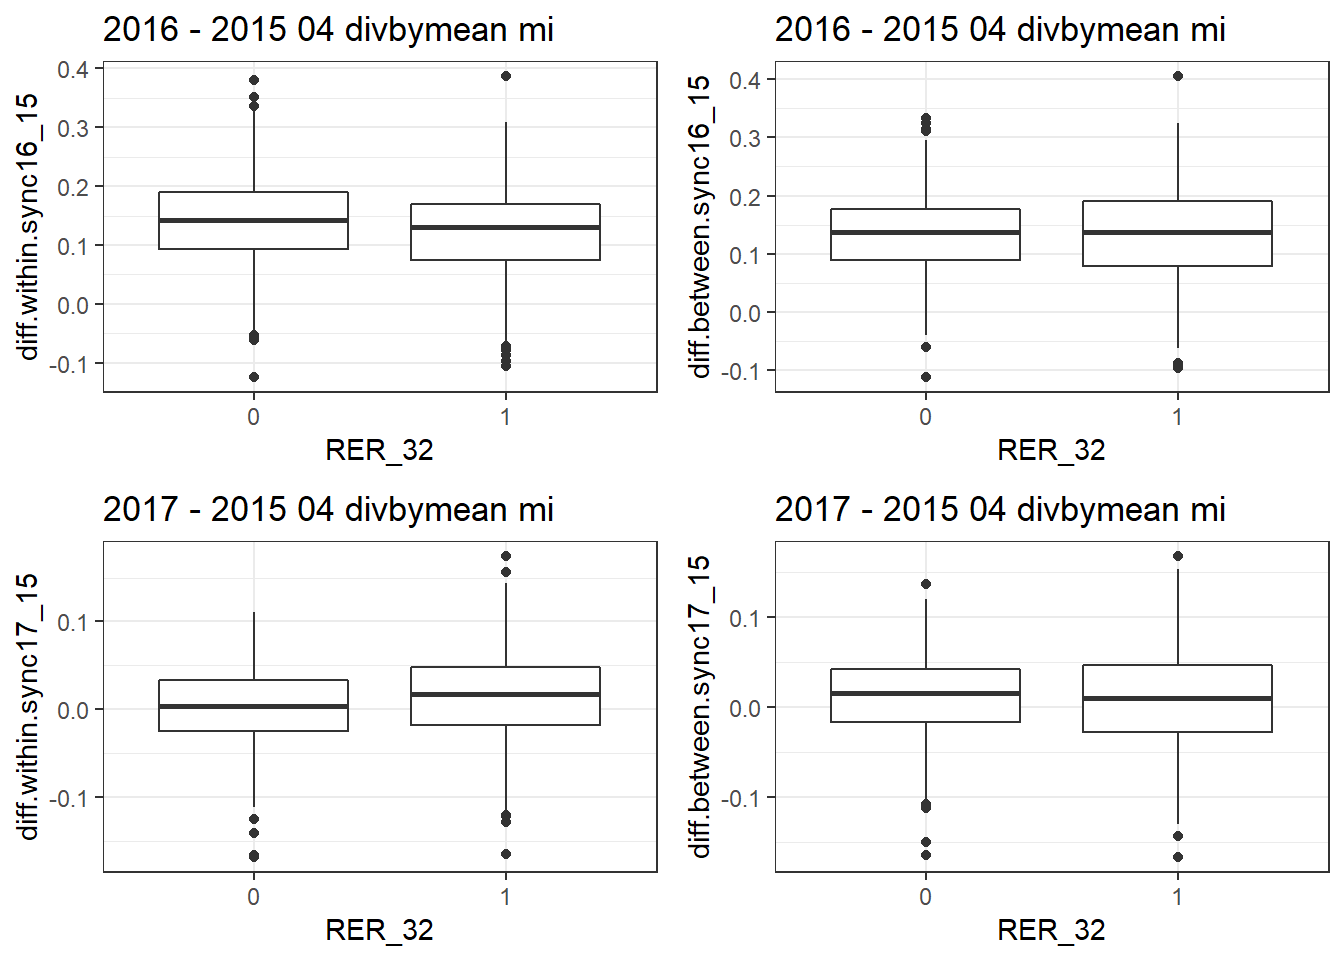 2016 - 2015 04 divbymean mi
diff.within.sync16_15
0.4
0.3
0.2
0.1
0.0
-0.1
0
1
RER_32
2016 - 2015 04 divbymean mi
diff.between.sync16_15
0.4
0.3
0.2
0.1
0.0
-0.1
0
1
RER_32
2017 - 2015 04 divbymean mi
diff.within.sync17_15
0.1
0.0
-0.1
0
1
RER_32
2017 - 2015 04 divbymean mi
diff.between.sync17_15
0.1
0.0
-0.1
0
1
RER_32